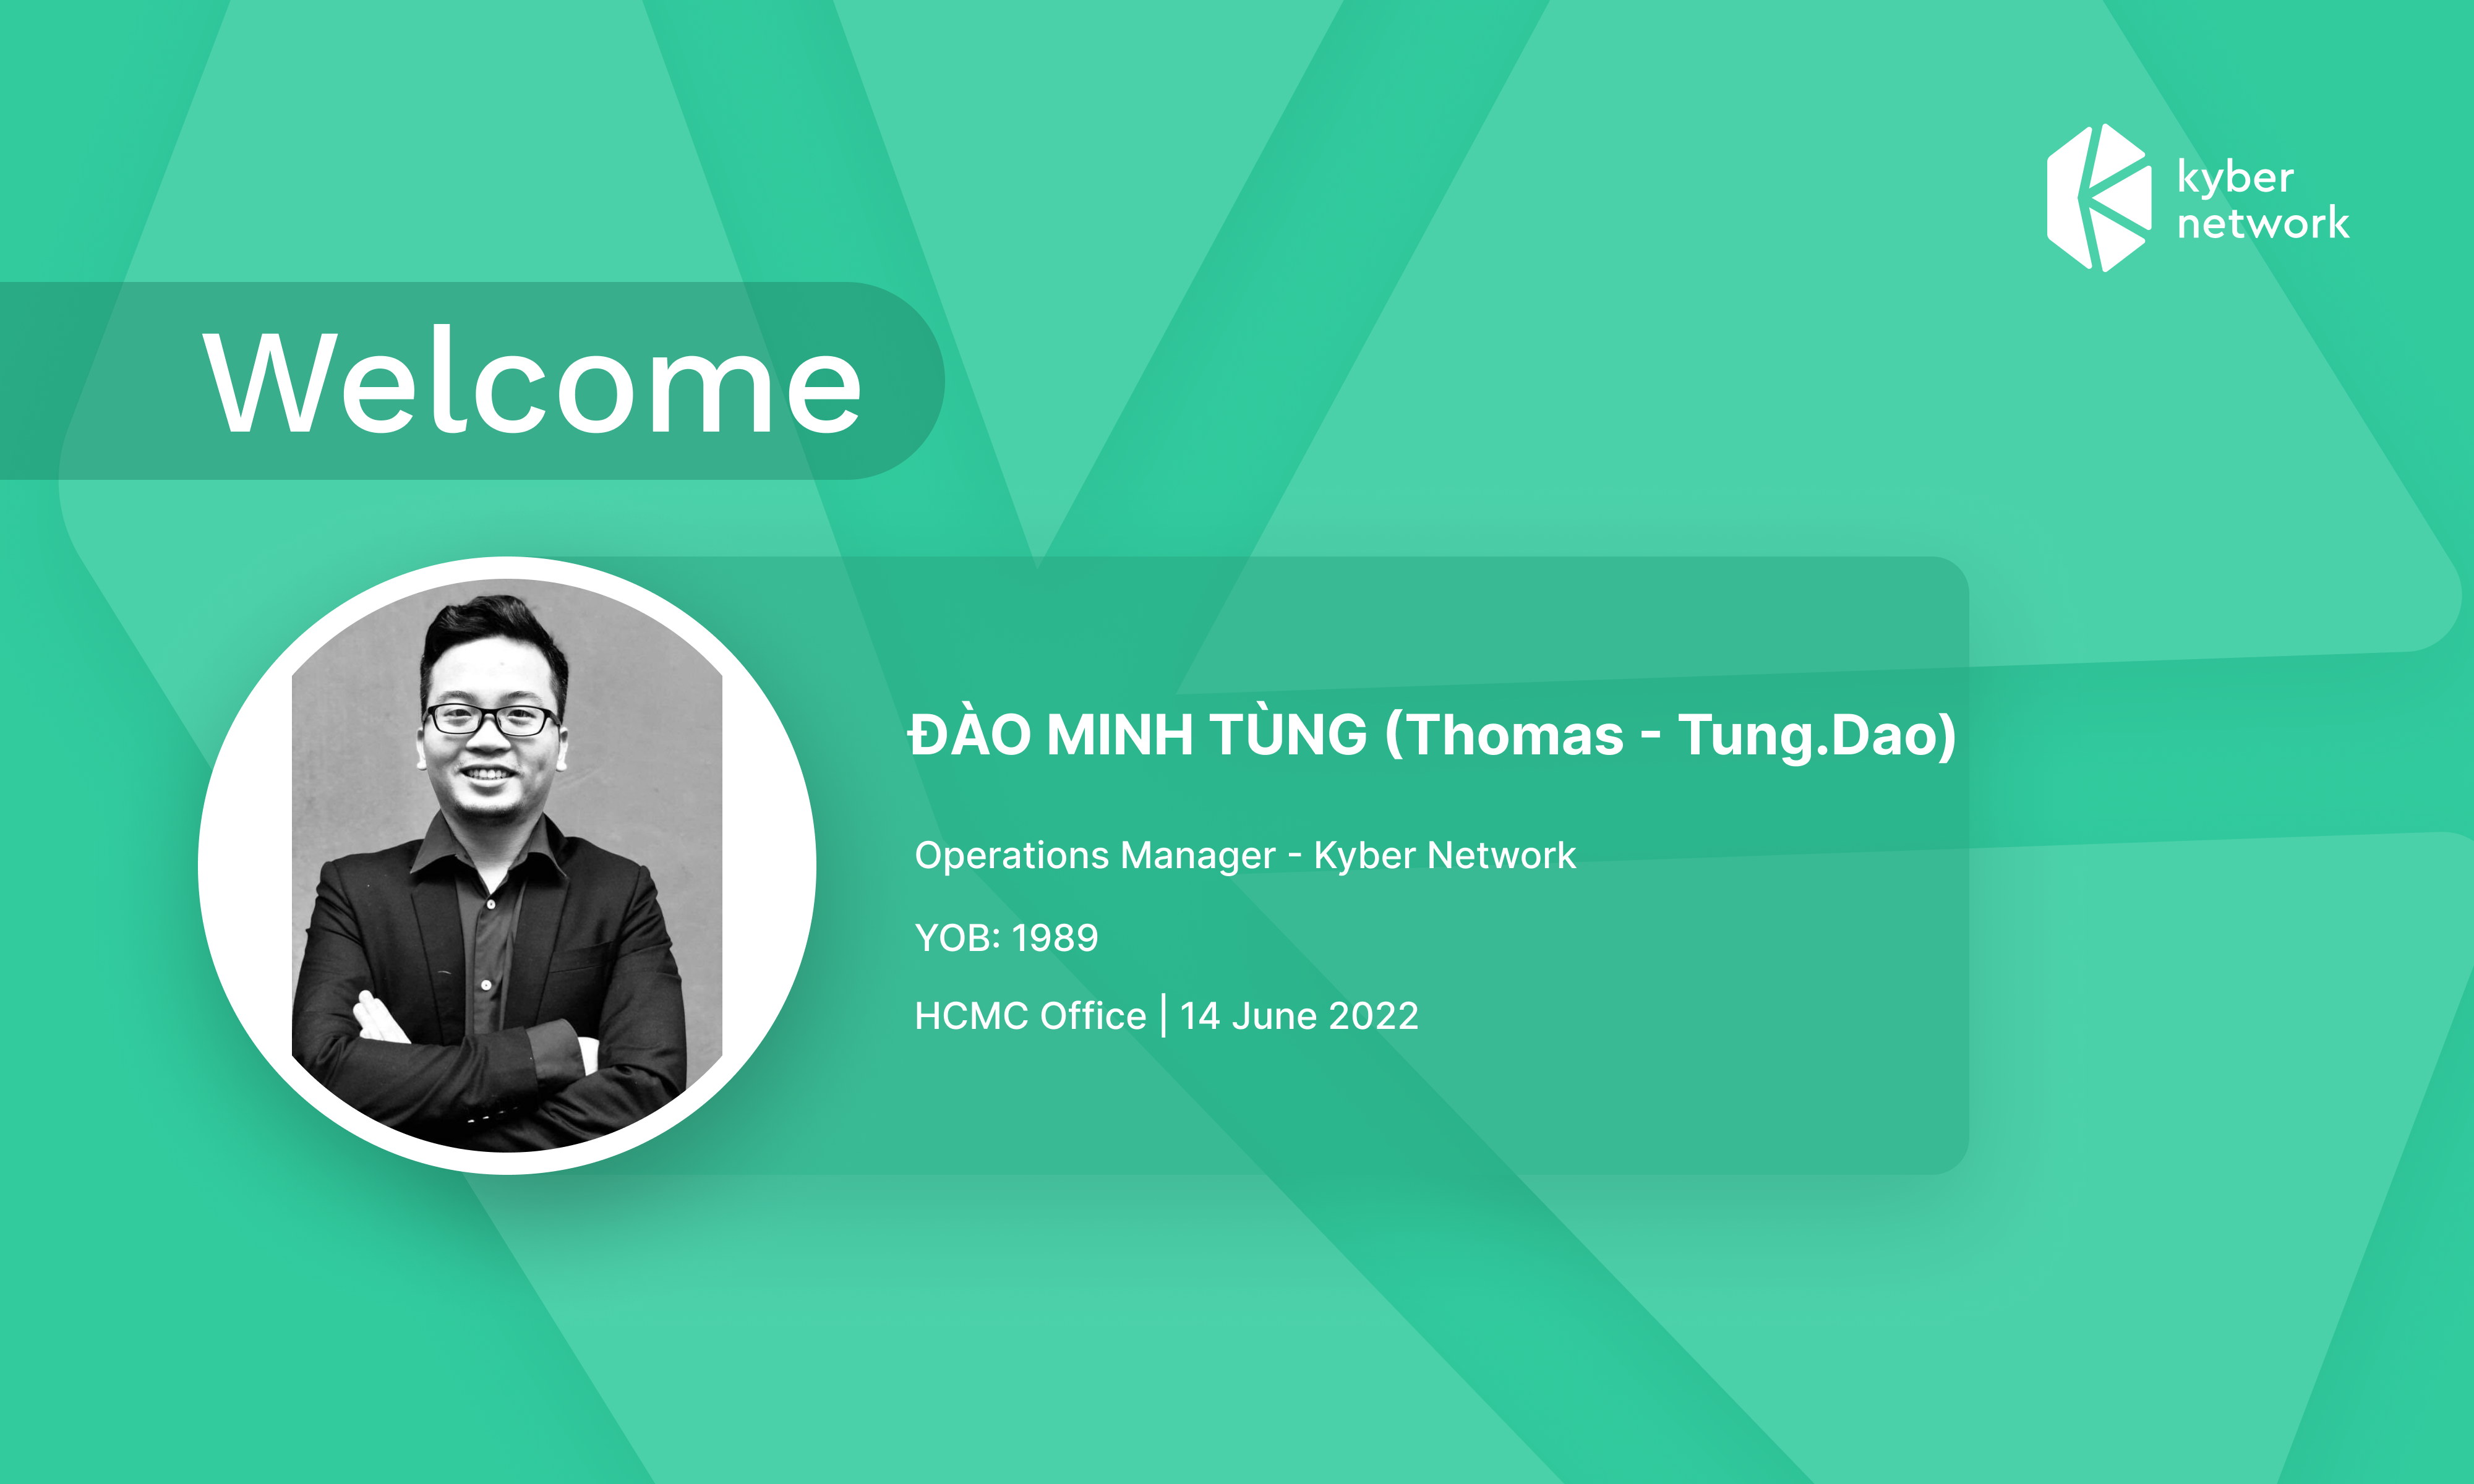 kyber
network
Welcome
ĐÀO MINH TÙNG (Thomas - Tung.Dao)
Operations Manager - Kyber Network
YOB: 1989
HCMC Office | 14 June 2022